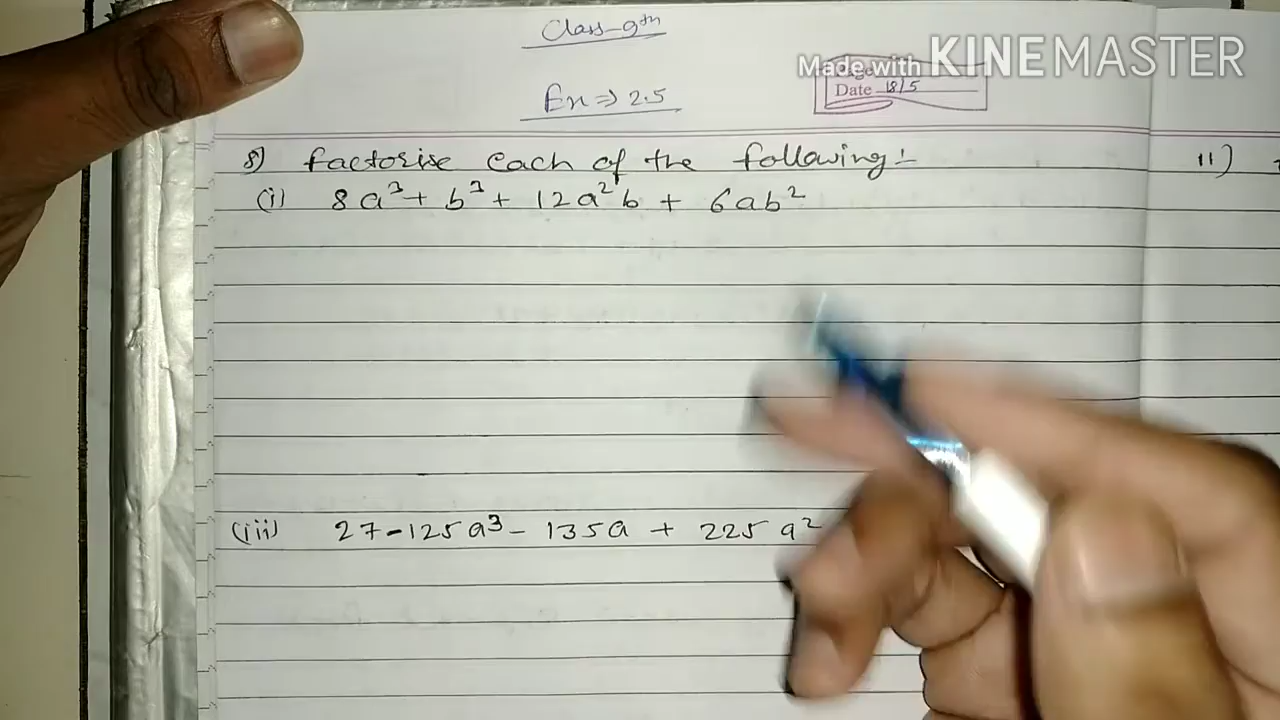 Class-9th
Made with KINEMASTER
Page
Date 18/5
Ex ⇒ 2.5
8) factorise each of the following:-
(i) 8a³ + b³ + 12a²b + 6ab²
11)
(iii) 27-125a³ - 135a + 225a²